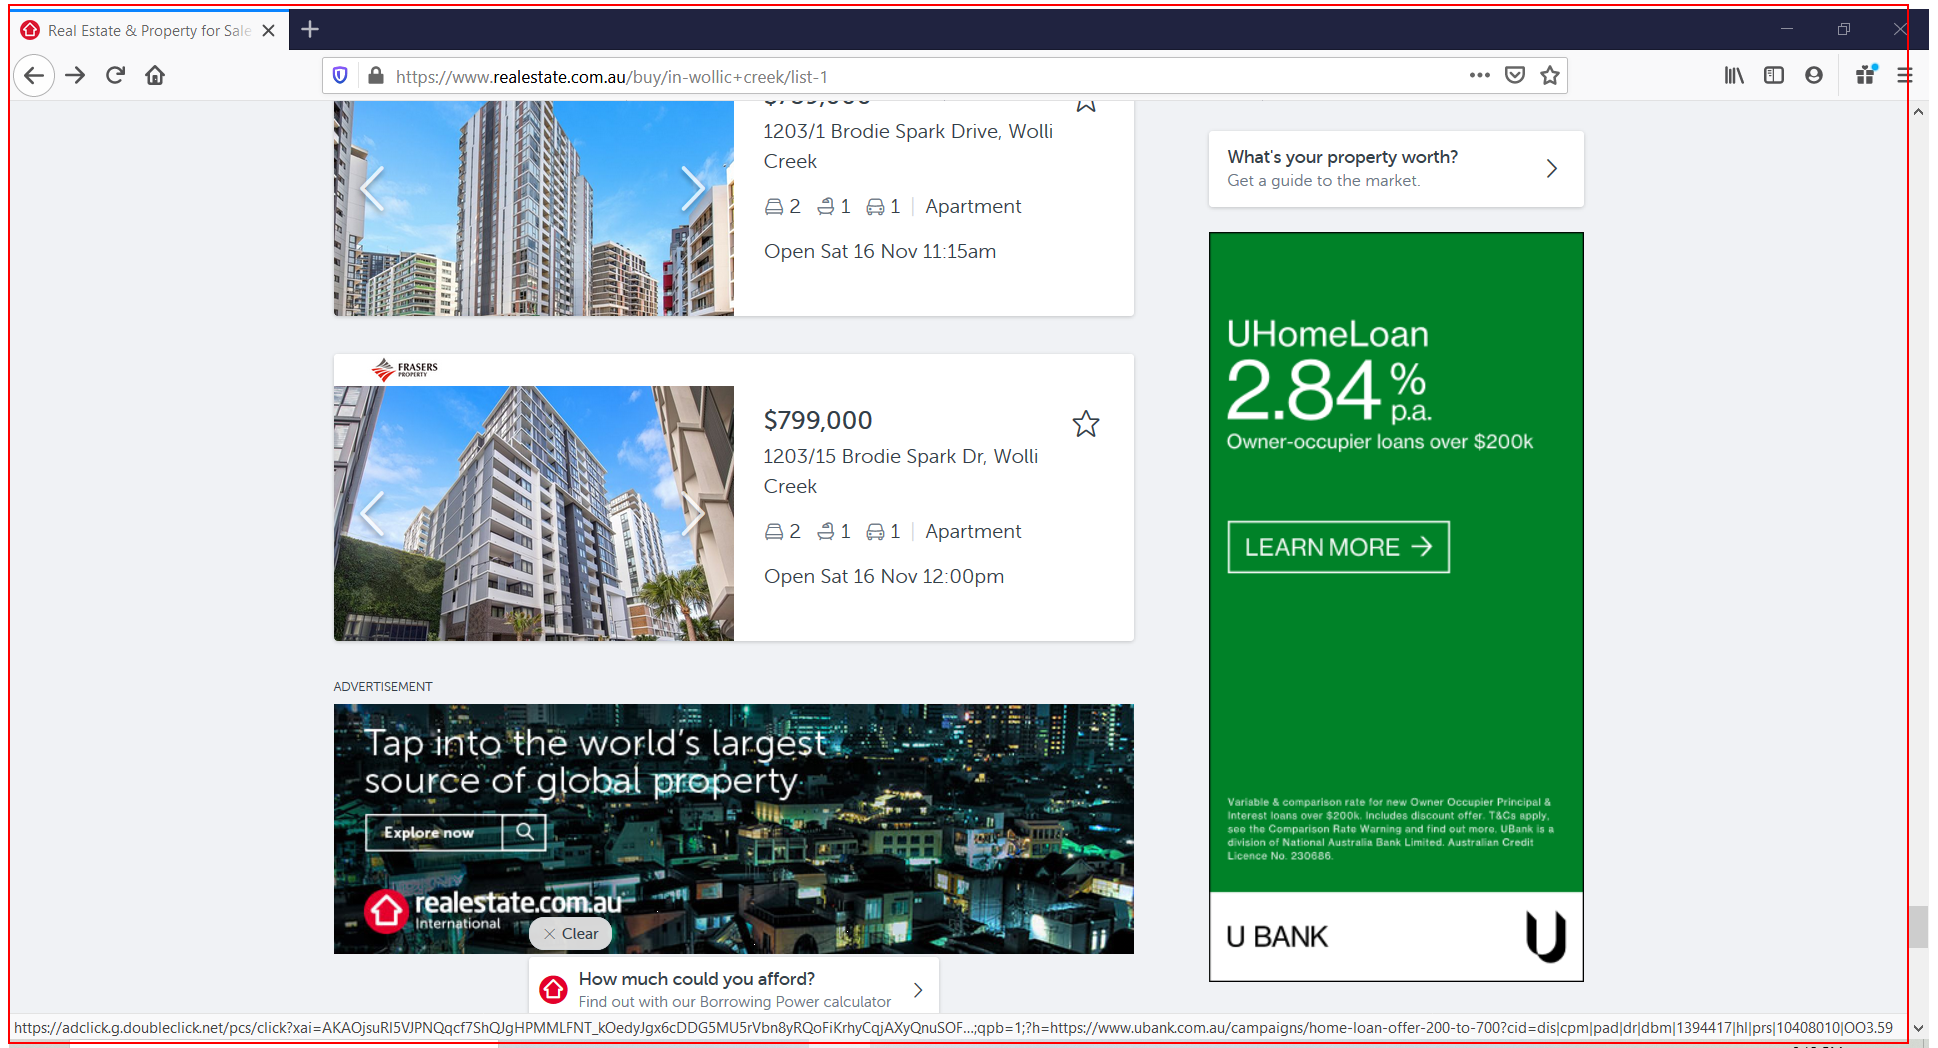 Real Estate & Property for Sale
https://www.realestate.com.au/buy/in-wollic+creek/list-1
1203/1 Brodie Spark Drive, Wolli
Creek
2 1 1 Apartment
Open Sat 16 Nov 11:15am
What's your property worth?
Get a guide to the market.
FRASERS
PROPERTY
$799,000
1203/15 Brodie Spark Dr, Wolli
Creek
2 1 1 Apartment
Open Sat 16 Nov 12:00pm
UHomeLoan
2.84%
p.a.
Owner-occupier loans over $200k
LEARN MORE →
Variable & comparison rate for new Owner Occupier Principal &
Interest loans over $200k. Includes discount offer. T&Cs apply,
see the Comparison Rate Warning and find out more. UBank is a
division of National Australia Bank Limited. Australian Credit
Licence No. 230686.
U BANK
ADVERTISEMENT
Tap into the world's largest
source of global property
Explore now
realestate.com.au
International
Clear
How much could you afford?
Find out with our Borrowing Power calculator
https://adclick.g.doubleclick.net/pcs/click?xai=AKAOjsuRI5VJPNQqcf7ShQJgHPMMLFNT_kOedyJgx6cDDG5MU5rVbn8yRQoFiKrhyCqjAXyQnuSOF…;qpb=1;?h=https://www.ubank.com.au/campaigns/home-loan-offer-200-to-700?cid=dis|cpm|pad|dr|dbm|1394417|hl|prs|10408010|OO3.59